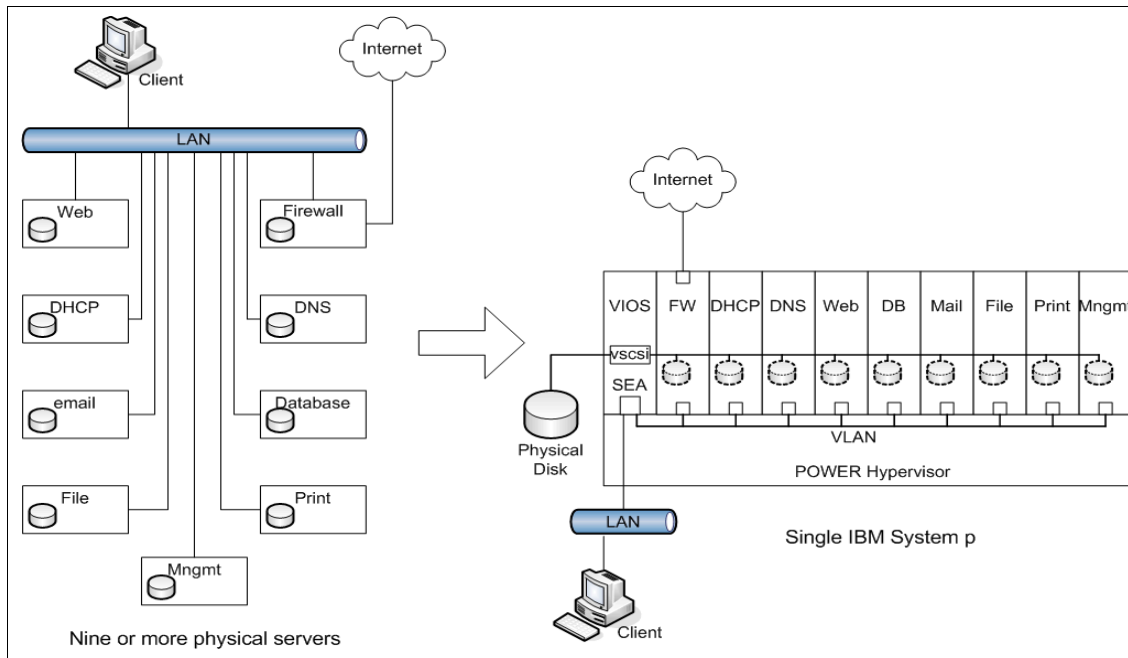 Client
Internet
LAN
Web
Firewall
DHCP
DNS
email
Database
File
Print
Mngmt
Nine or more physical servers
Internet
VIOS FW DHCP DNS Web DB Mail File Print Mngmt
vscsi
SEA
Physical
Disk
VLAN
POWER Hypervisor
LAN
Single IBM System p
Client